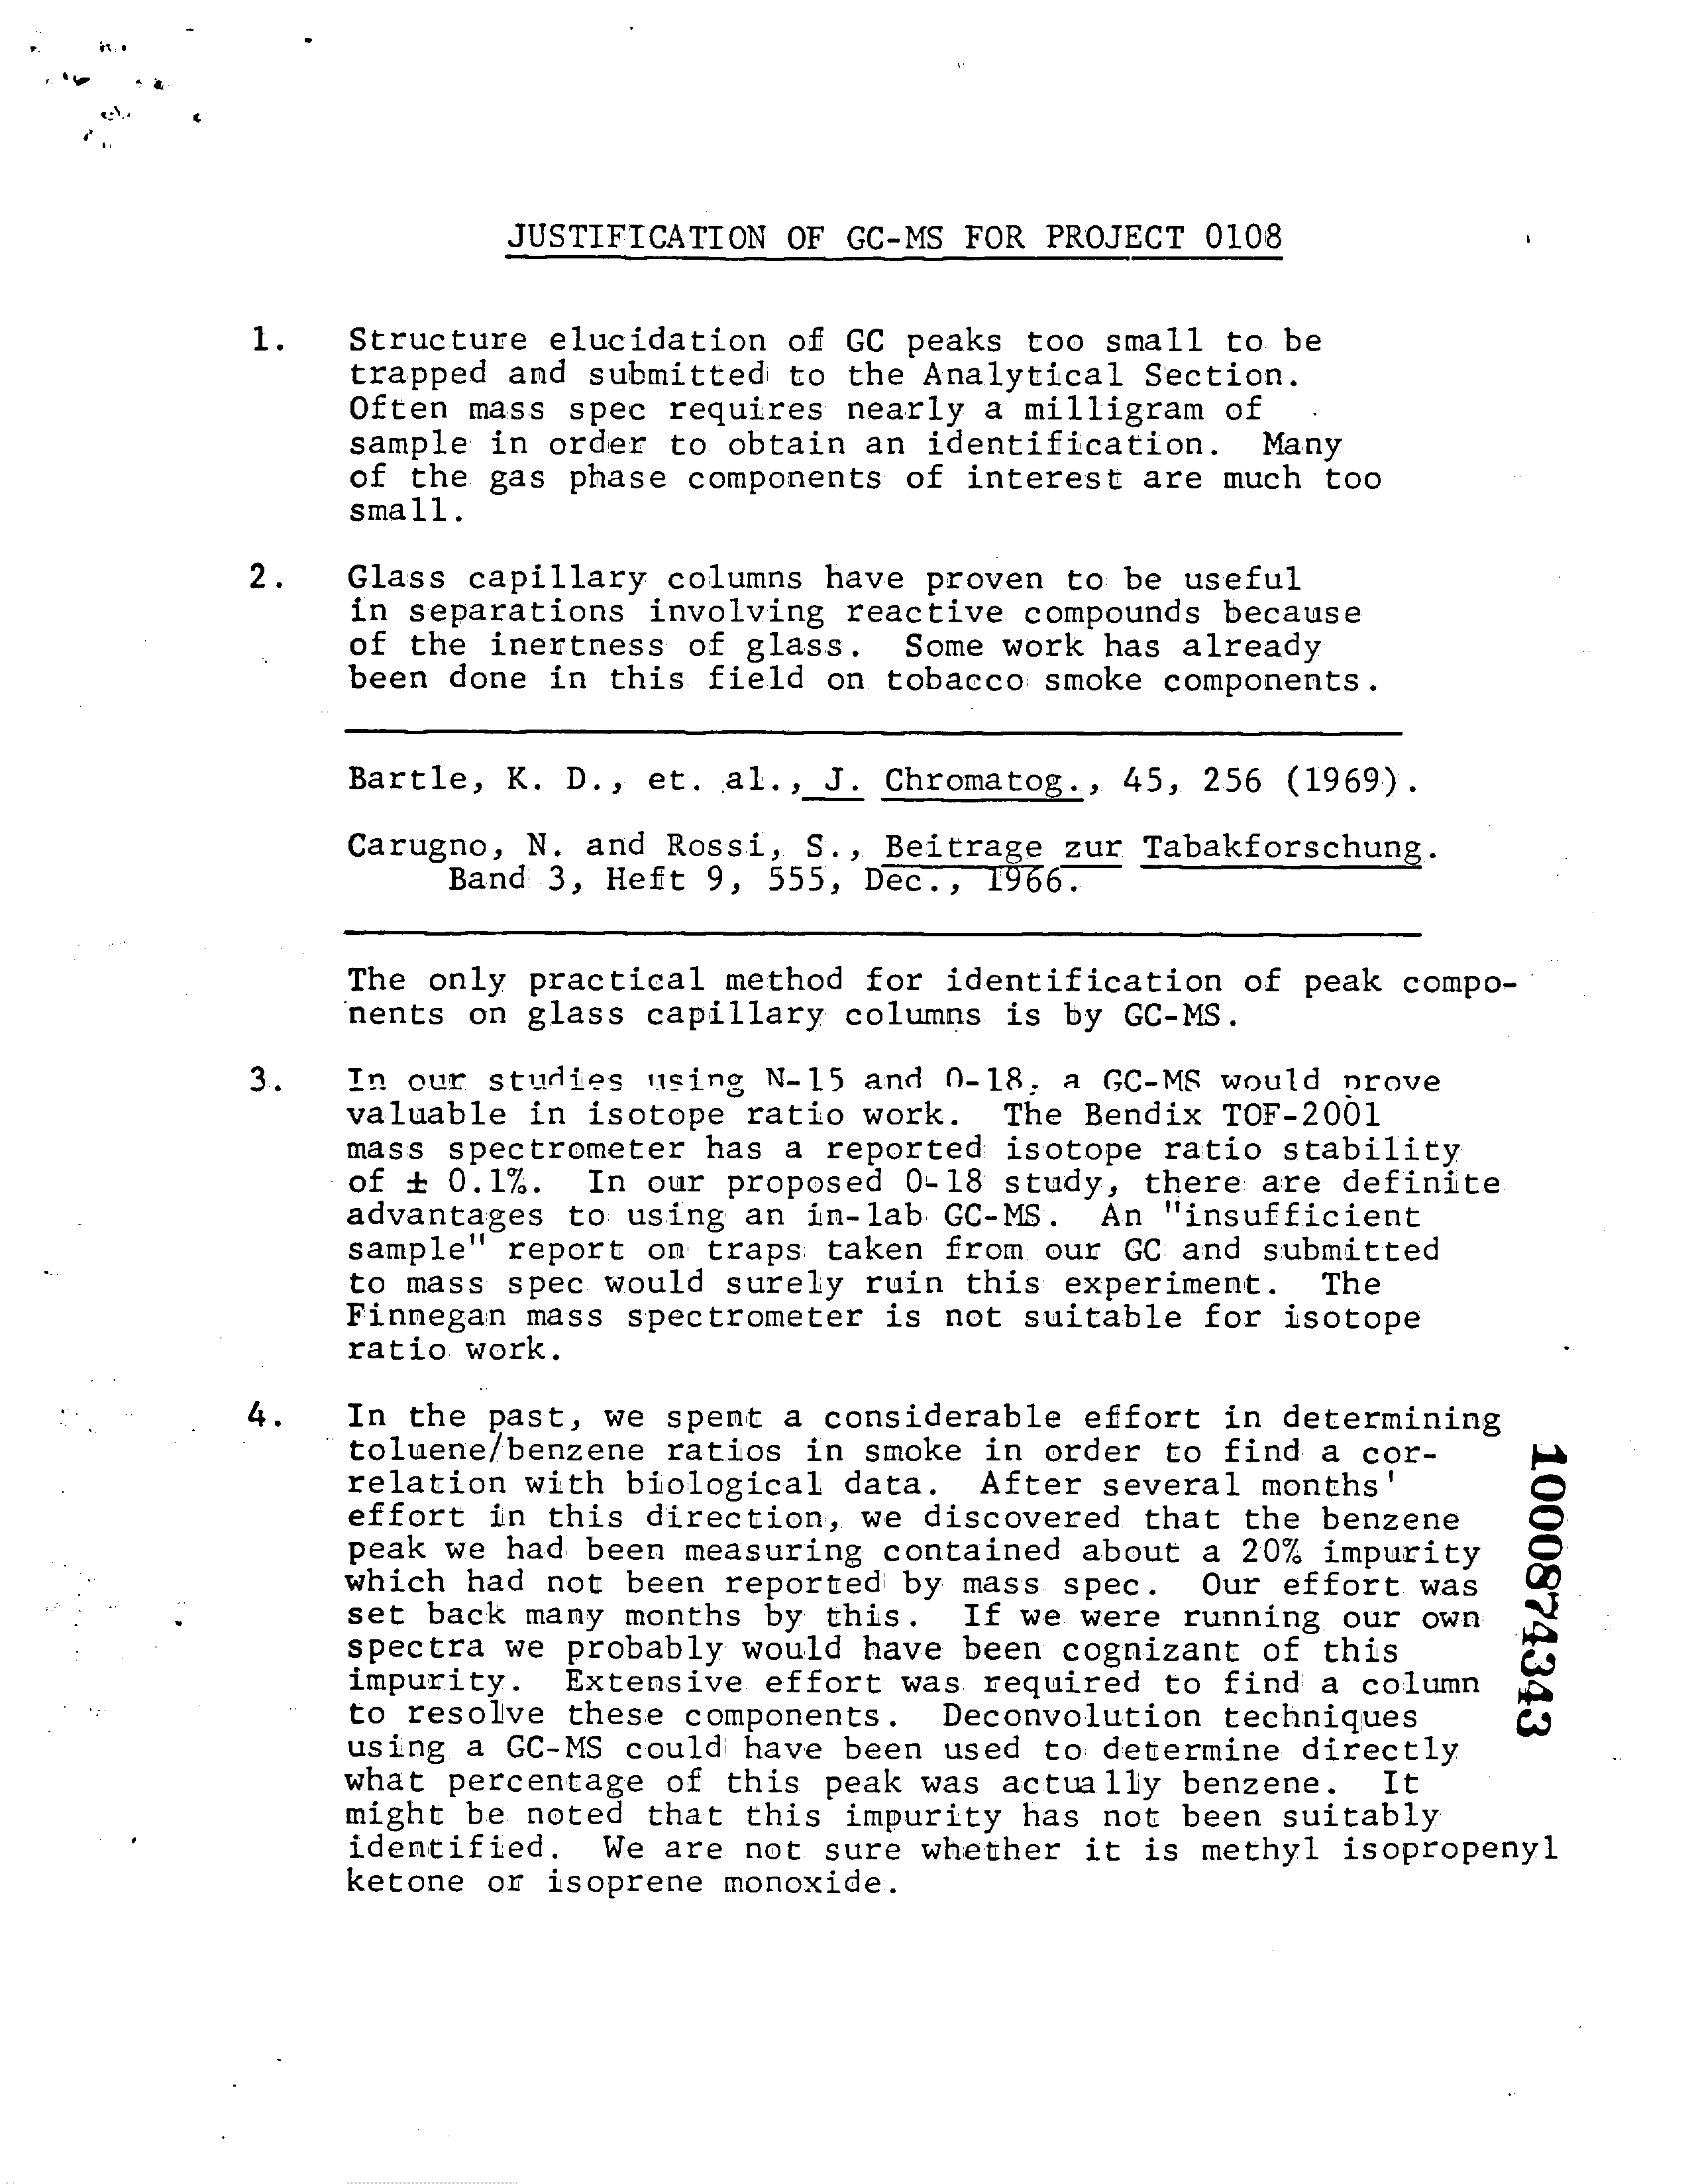 JUSTIFICATION OF GC-MS FOR PROJECT 0108
1. Structure elucidation of GC peaks too small to be
trapped and submitted to the Analytical Section.
Often mass spec requires nearly a milligram of
sample in order to obtain an identification. Many
of the gas phase components of interest are much too
small.
2. Glass capillary columns have proven to be useful
in separations involving reactive compounds because
of the inertness of glass. Some work has already
been done in this field on tobacco smoke components.
Bartle, K. D., et. al., J. Chromatog., 45, 256 (1969).
Carugno, N. and Rossi, S., Beitrage zur Tabakforschung.
Band 3, Heft 9, 555, Dec., 1966.
The only practical method for identification of peak compo-
nents on glass capillary columns is by GC-MS.
3. In our studies using N-15 and O-18, a GC-MS would prove
valuable in isotope ratio work. The Bendix TOF-2001
mass spectrometer has a reported isotope ratio stability
of ± 0.1%. In our proposed O-18 study, there are definite
advantages to using an in-lab GC-MS. An "insufficient
sample" report on traps taken from our GC and submitted
to mass spec would surely ruin this experiment. The
Finnegan mass spectrometer is not suitable for isotope
ratio work.
4. In the past, we spent a considerable effort in determining
toluene/benzene ratios in smoke in order to find a cor-
relation with biological data. After several months'
effort in this direction, we discovered that the benzene
peak we had been measuring contained about a 20% impurity
which had not been reported by mass spec. Our effort was
set back many months by this. If we were running our own
spectra we probably would have been cognizant of this
impurity. Extensive effort was required to find a column
to resolve these components. Deconvolution techniques
using a GC-MS could have been used to determine directly
what percentage of this peak was actually benzene. It
might be noted that this impurity has not been suitably
identified. We are not sure whether it is methyl isopropenyl
ketone or isoprene monoxide.
1000874343